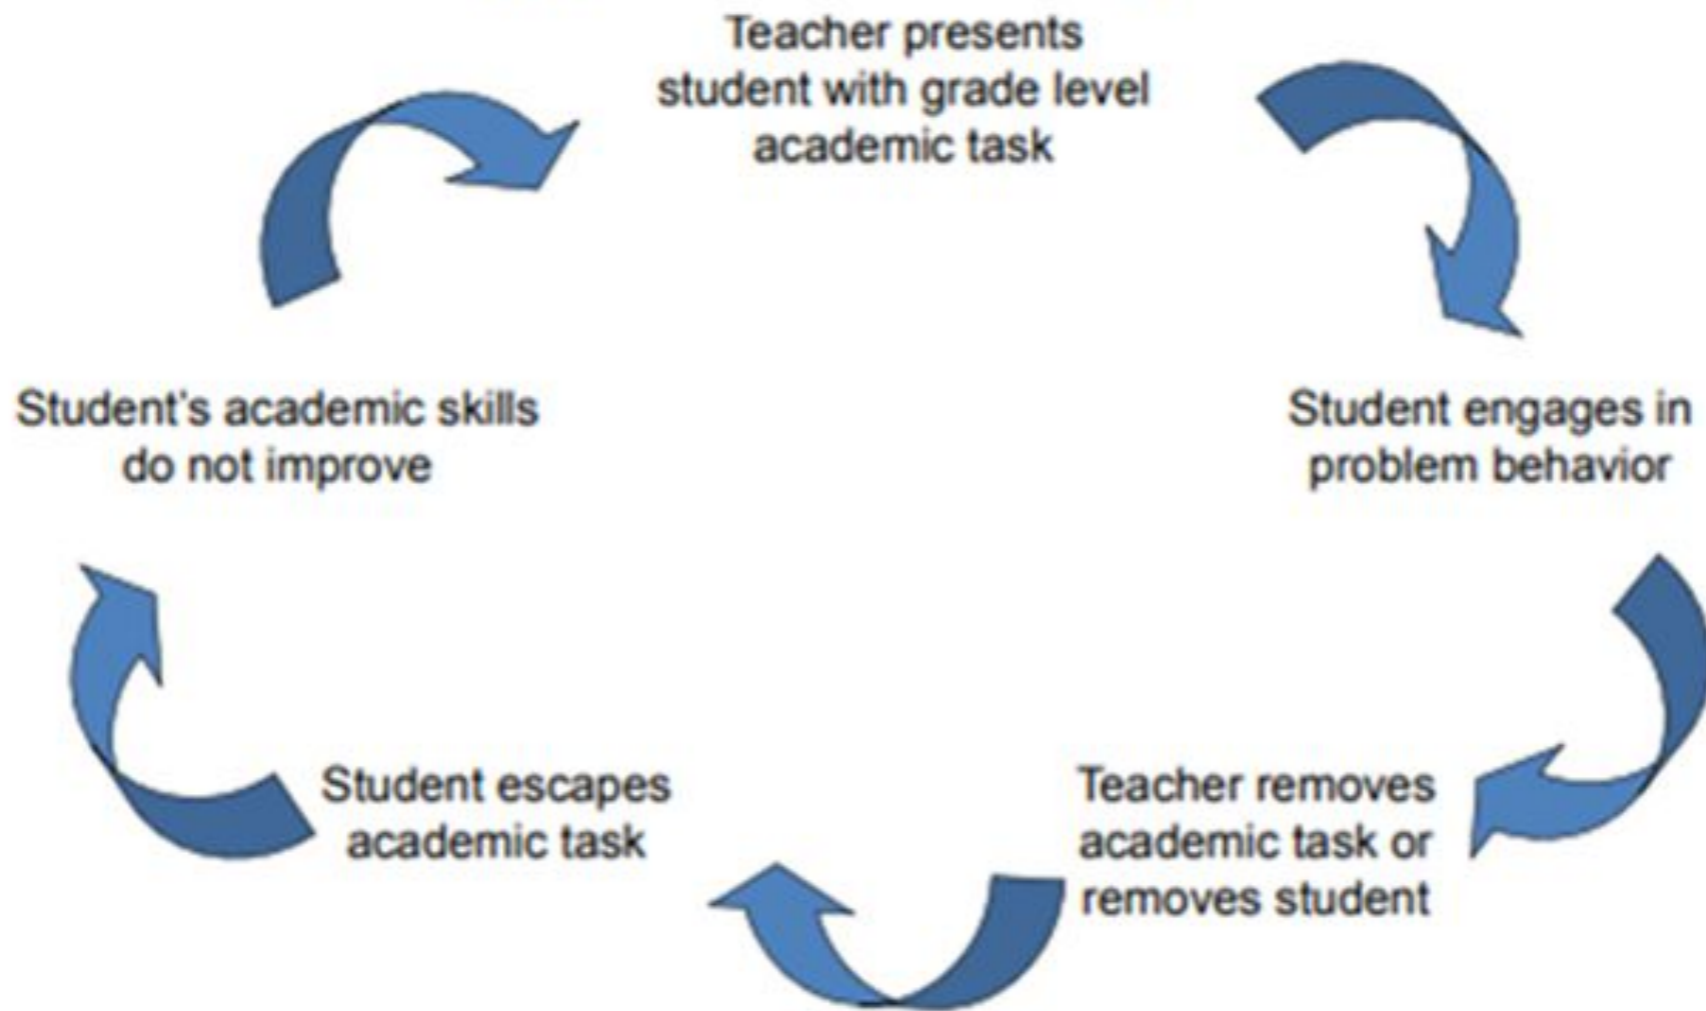 Teacher presents
student with grade level
academic task
Student engages in
problem behavior
Teacher removes
academic task or
removes student
Student escapes
academic task
Student's academic skills
do not improve